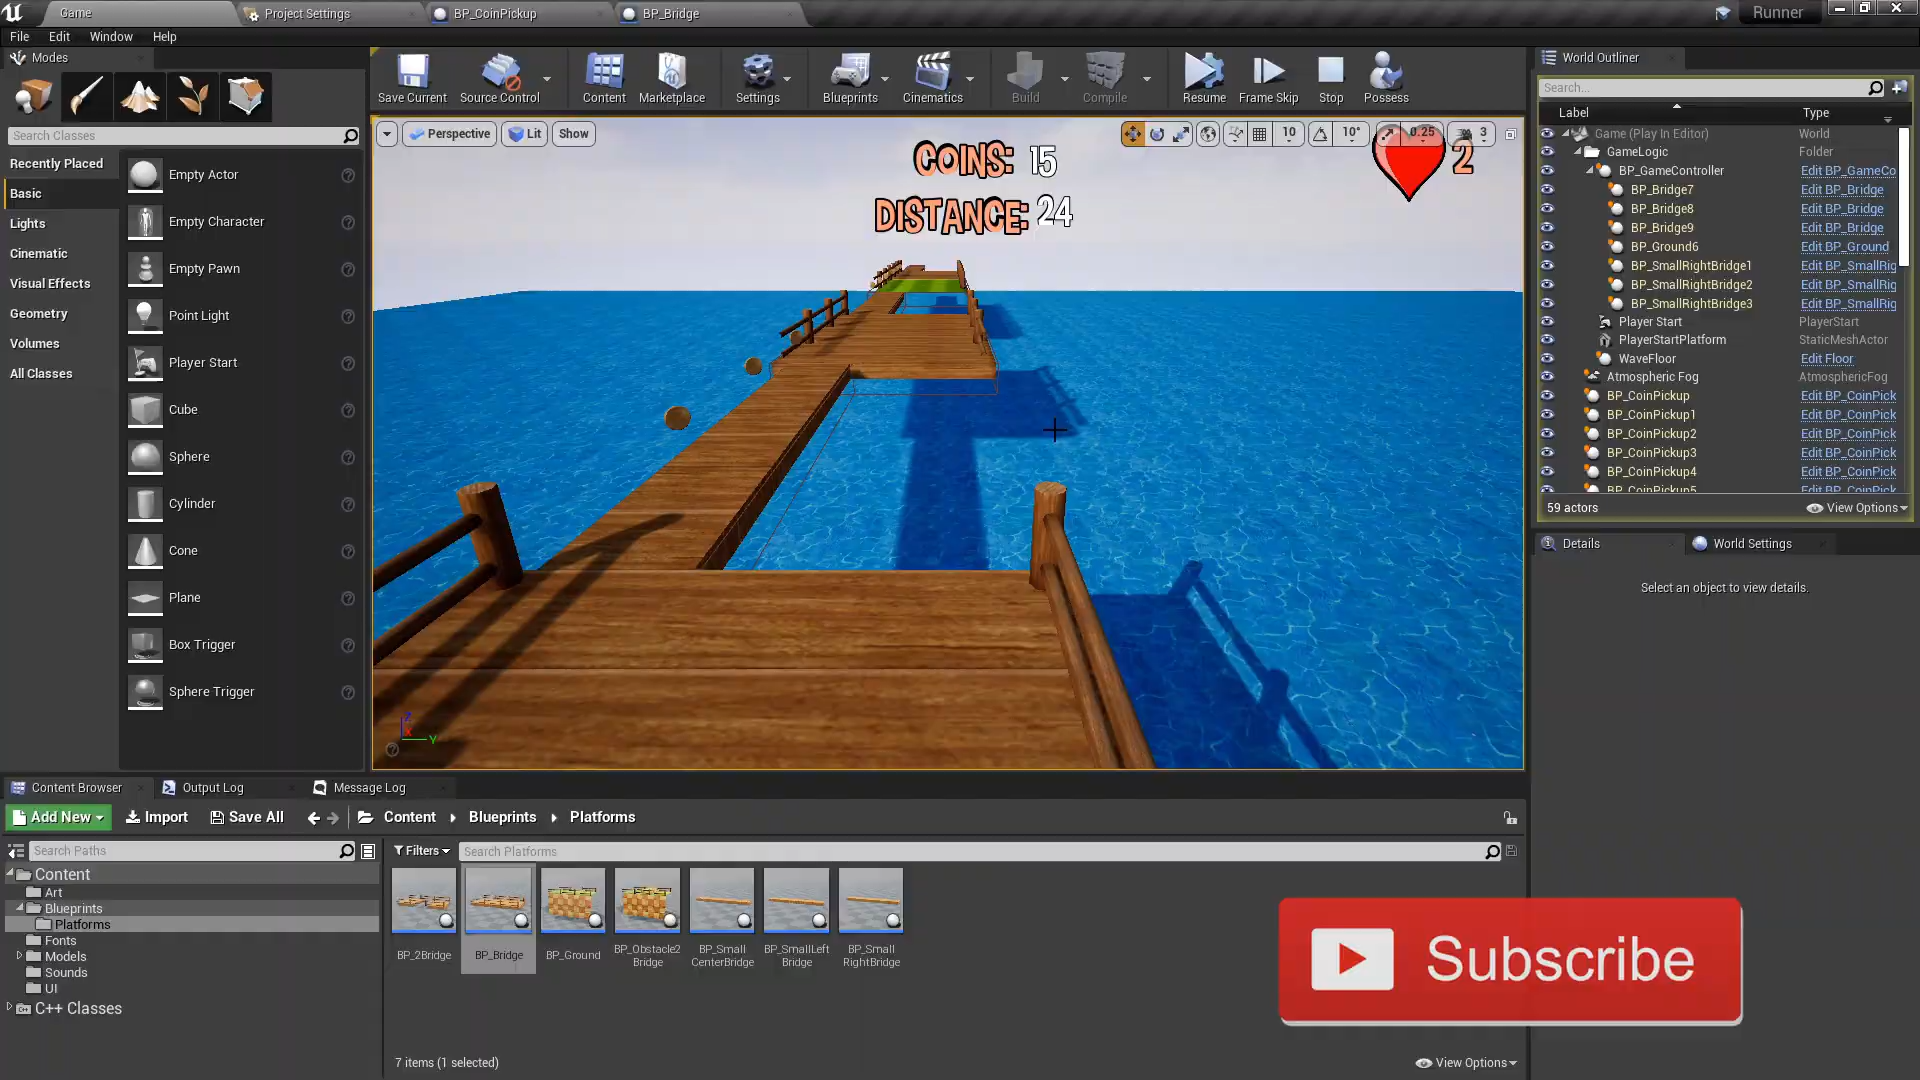 Game
Project Settings
BP_CoinPickup
BP_Bridge
Runner
File Edit Window Help
Modes
Save Current
Source Control
Content
Marketplace
Settings
Blueprints
Cinematics
Build
Compile
Resume
Frame Skip
Stop
Possess
Search Classes
Recently Placed
Basic
Lights
Cinematic
Visual Effects
Geometry
Volumes
All Classes
Empty Actor
Empty Character
Empty Pawn
Point Light
Player Start
Cube
Sphere
Cylinder
Cone
Plane
Box Trigger
Sphere Trigger
Perspective
Lit
Show
10
10°
0.25
3
COINS: 15
DISTANCE: 24
2
Z
X
Y
World Outliner
Search...
Label Type
Game (Play In Editor) World
GameLogic Folder
BP_GameController Edit BP_GameCo
BP_Bridge7 Edit BP_Bridge
BP_Bridge8 Edit BP_Bridge
BP_Bridge9 Edit BP_Bridge
BP_Ground6 Edit BP_Ground
BP_SmallRightBridge1 Edit BP_SmallRig
BP_SmallRightBridge2 Edit BP_SmallRig
BP_SmallRightBridge3 Edit BP_SmallRig
Player Start PlayerStart
PlayerStartPlatform StaticMeshActor
WaveFloor Edit Floor
Atmospheric Fog AtmosphericFog
BP_CoinPickup Edit BP_CoinPick
BP_CoinPickup1 Edit BP_CoinPick
BP_CoinPickup2 Edit BP_CoinPick
BP_CoinPickup3 Edit BP_CoinPick
BP_CoinPickup4 Edit BP_CoinPick
BP_CoinPickup5 Edit BP_CoinPick
59 actors
View Options
Details
World Settings
Select an object to view details.
Content Browser
Output Log
Message Log
Add New
Import
Save All
Content
Blueprints
Platforms
Search Paths
Filters
Search Platforms
Content
Art
Blueprints
Platforms
Fonts
Models
Sounds
UI
C++ Classes
BP_2Bridge
BP_Bridge
BP_Ground
BP_Obstacle2
Bridge
BP_Small
CenterBridge
BP_SmallLeft
Bridge
BP_Small
RightBridge
7 items (1 selected)
View Options
Subscribe